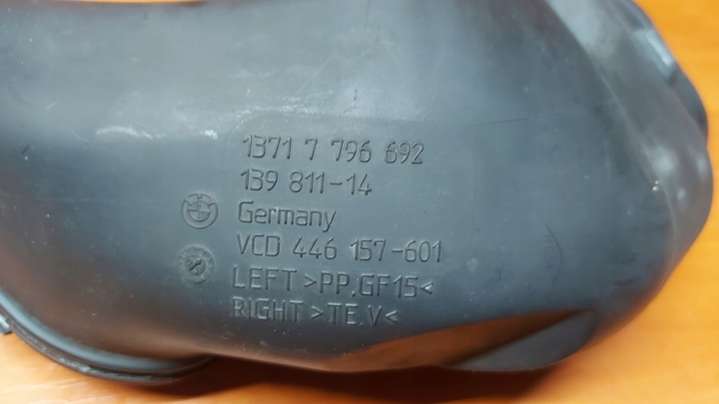 1371 7 796 692
139 811-14
Germany
VCD 446 157-601
LEFT >PP,GF15<
RIGHT >TE,V<